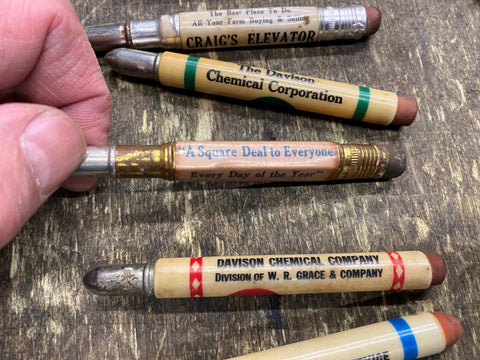 The Best Place To Do
All Your Farm Buying & Selling
CRAIG'S ELEVATOR
The Davison
Chemical Corporation
"A Square Deal to Everyone
Every Day of the Year"
DAVISON CHEMICAL COMPANY
DIVISION OF W. R. GRACE & COMPANY